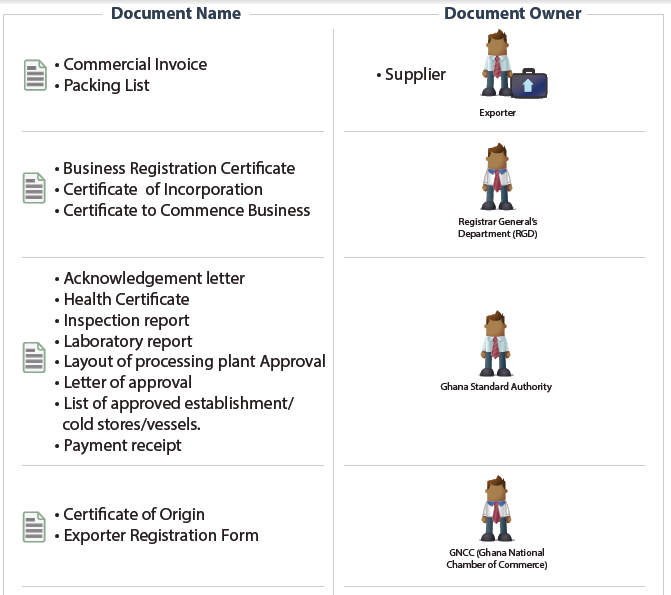 Document Name
Document Owner
• Commercial Invoice
• Packing List
• Supplier
Exporter
• Business Registration Certificate
• Certificate of Incorporation
• Certificate to Commence Business
Registrar General's
Department (RGD)
• Acknowledgement letter
• Health Certificate
• Inspection report
• Laboratory report
• Layout of processing plant Approval
• Letter of approval
• List of approved establishment/
cold stores/vessels.
• Payment receipt
Ghana Standard Authority
• Certificate of Origin
• Exporter Registration Form
GNCC (Ghana National
Chamber of Commerce)